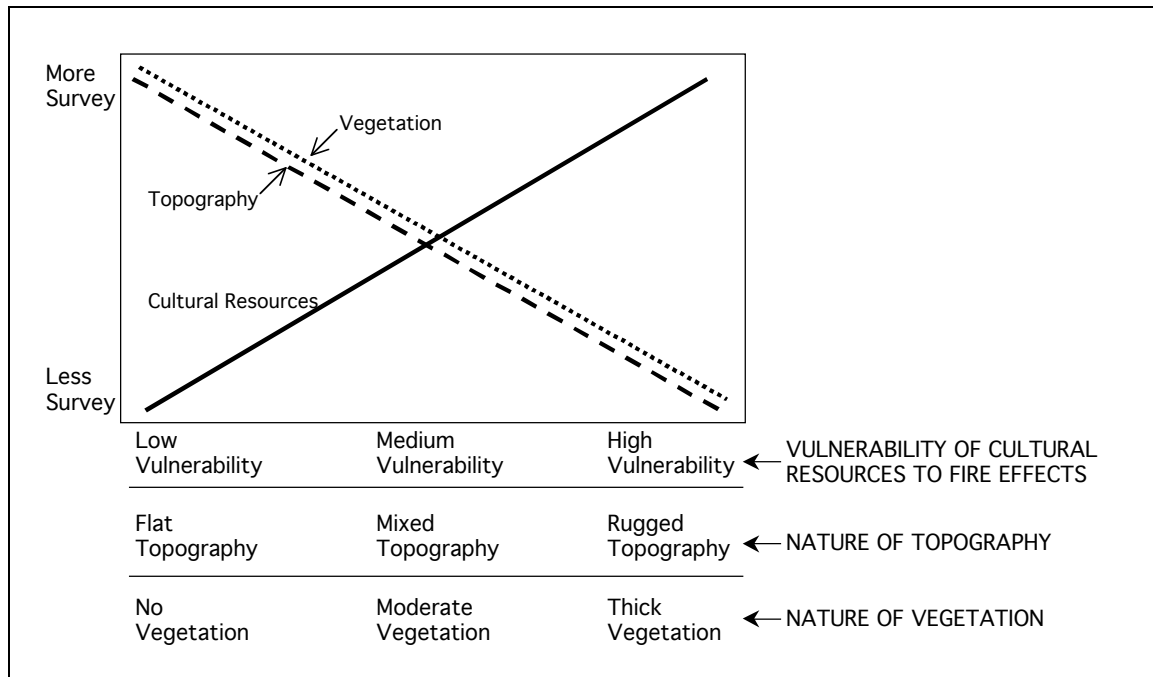 More
Survey
Vegetation
Topography
Cultural Resources
Less
Survey
Low
Vulnerability
Medium
Vulnerability
High
Vulnerability
VULNERABILITY OF CULTURAL
RESOURCES TO FIRE EFFECTS
Flat
Topography
Mixed
Topography
Rugged
Topography
NATURE OF TOPOGRAPHY
No
Vegetation
Moderate
Vegetation
Thick
Vegetation
NATURE OF VEGETATION